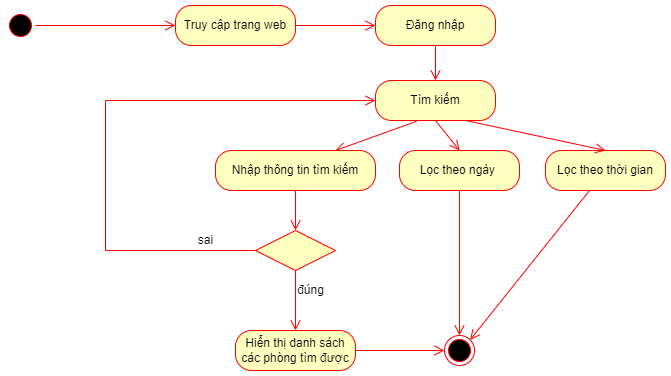 Truy cập trang web
Đăng nhập
Tìm kiếm
Nhập thông tin tìm kiếm
Lọc theo ngày
Lọc theo thời gian
sai
đúng
Hiển thị danh sách
các phòng tìm được